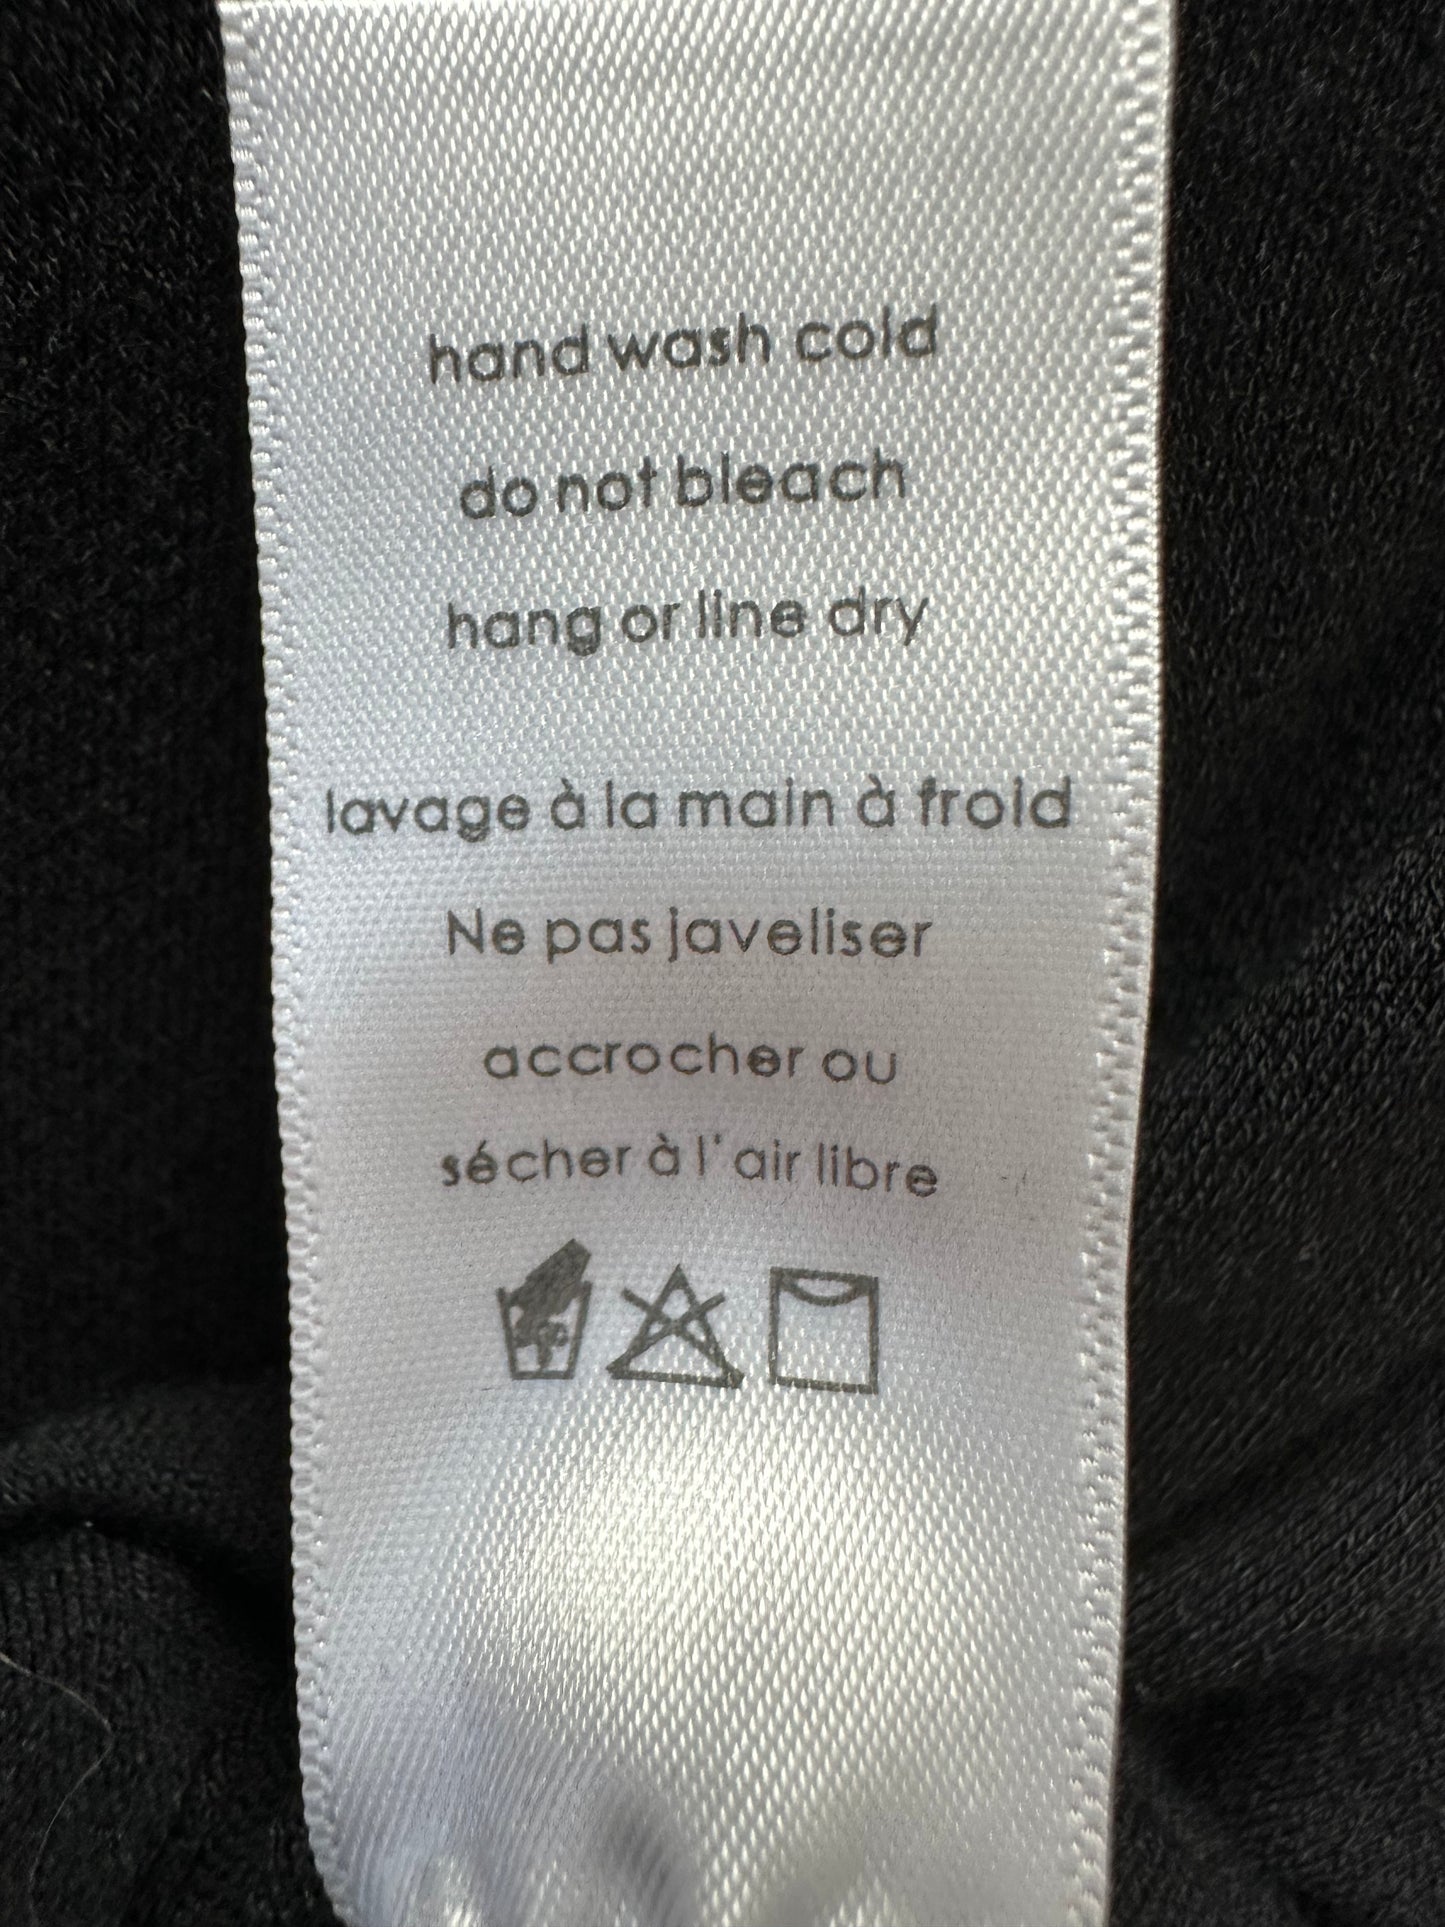 hand wash cold
do not bleach
hang or line dry
lavage à la main à froid
Ne pas javeliser
accrocher ou
sécher à l'air libre